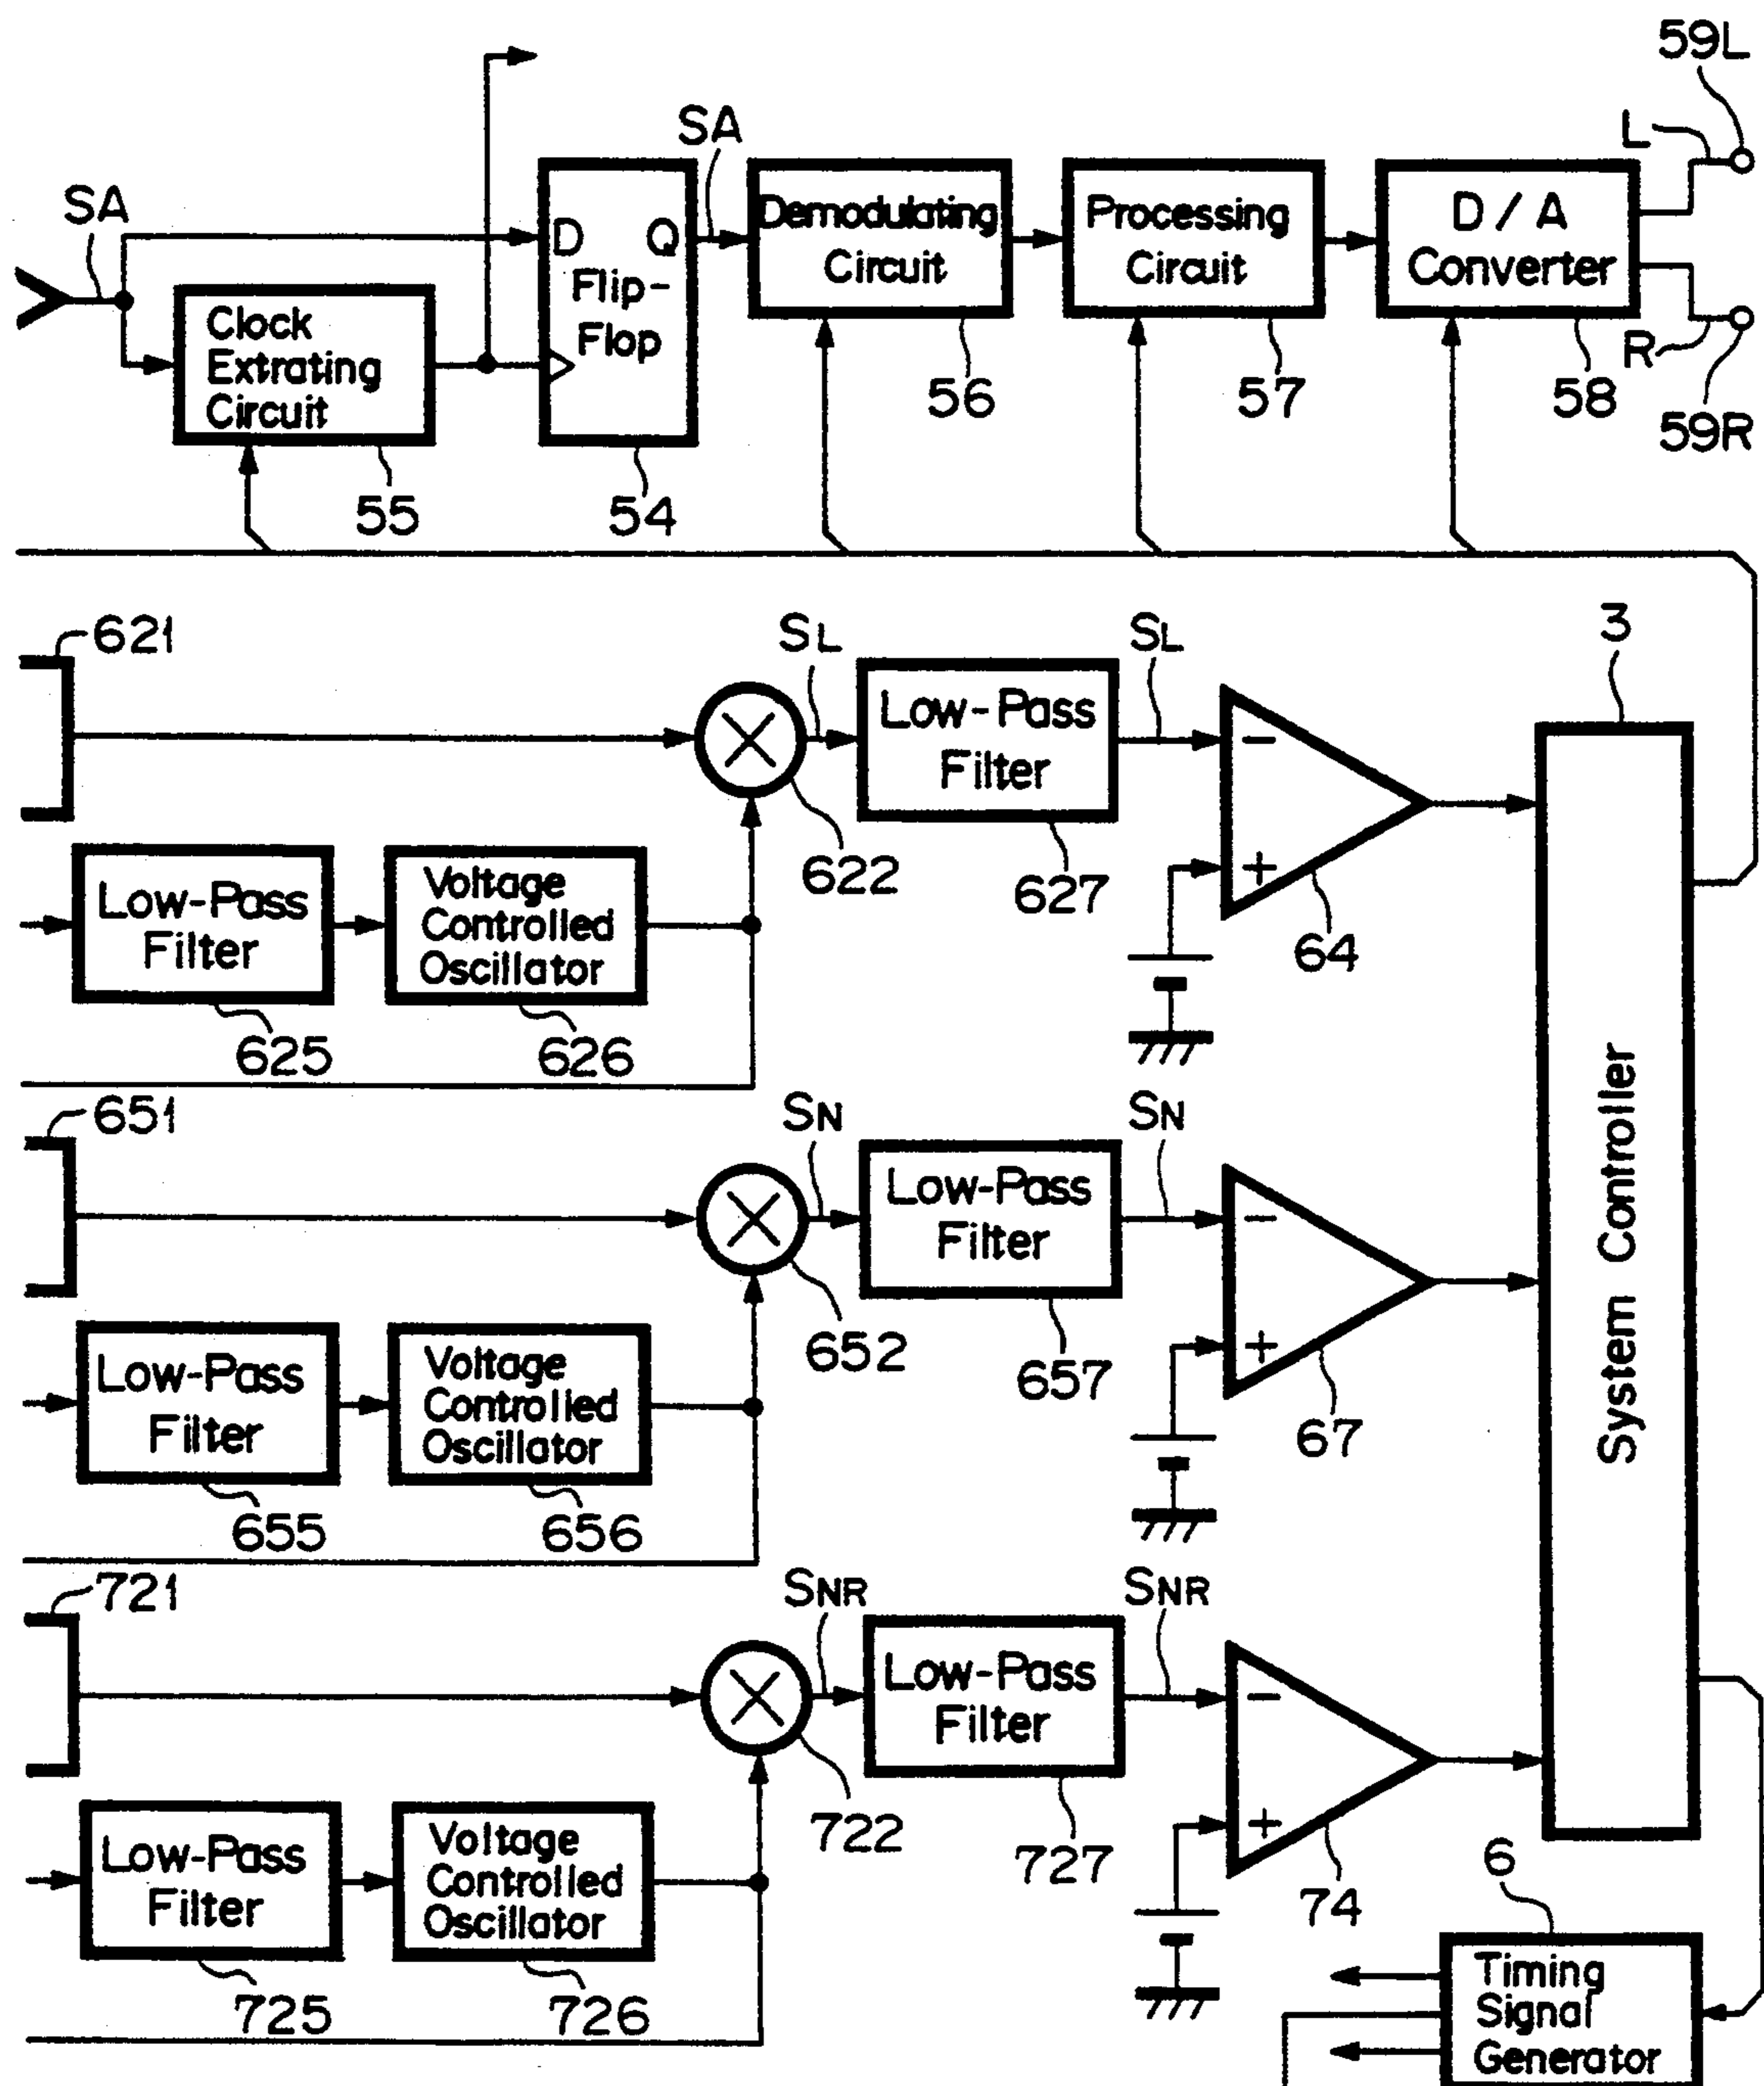 59L
L
SA
SA
D Q
Flip-
Flop
Demodulating
Circuit
Processing
Circuit
D/A
Converter
Clock
Extrating
Circuit
R
56
57
58
59R
55
54
621
SL
SL
3
Low-Pass
Filter
−
+
622
627
64
Low-Pass
Filter
Voltage
Controlled
Oscillator
625
626
651
SN
SN
Low-Pass
Filter
−
+
652
657
67
System Controller
Low-Pass
Filter
Voltage
Controlled
Oscillator
655
656
721
SNR
SNR
Low-Pass
Filter
−
+
722
727
74
6
Low-Pass
Filter
Voltage
Controlled
Oscillator
725
726
Timing
Signal
Generator